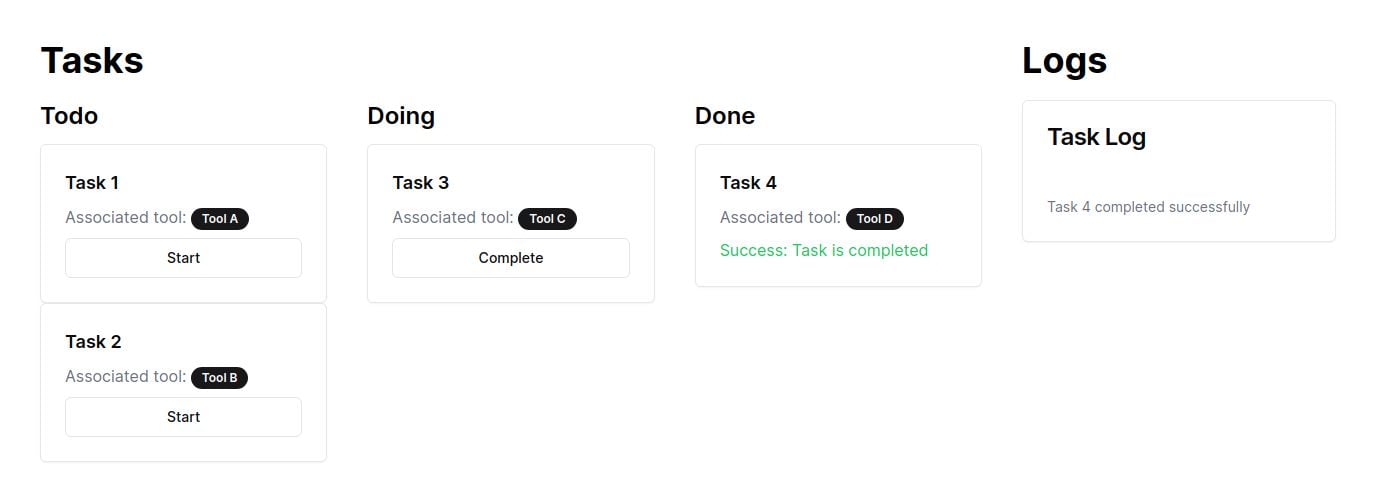 Tasks
Todo
Task 1
Associated tool: Tool A
Start
Task 2
Associated tool: Tool B
Start
Doing
Task 3
Associated tool: Tool C
Complete
Done
Task 4
Associated tool: Tool D
Success: Task is completed
Logs
Task Log
Task 4 completed successfully